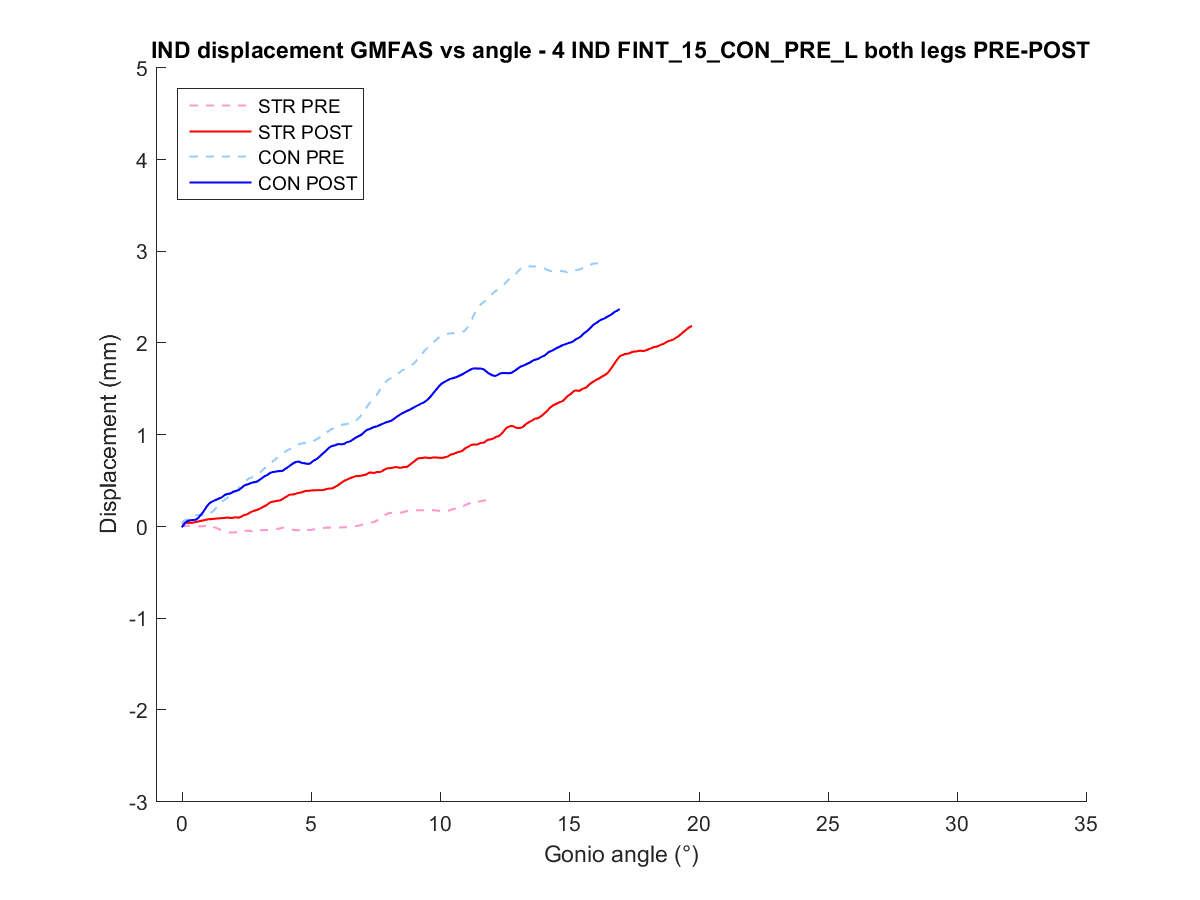 IND displacement GMFAS vs angle - 4 IND FINT_15_CON_PRE_L both legs PRE-POST
5
4
3
2
1
0
-1
-2
-3
STR PRE
STR POST
CON PRE
CON POST
Displacement (mm)
0 5 10 15 20 25 30 35
Gonio angle (°)